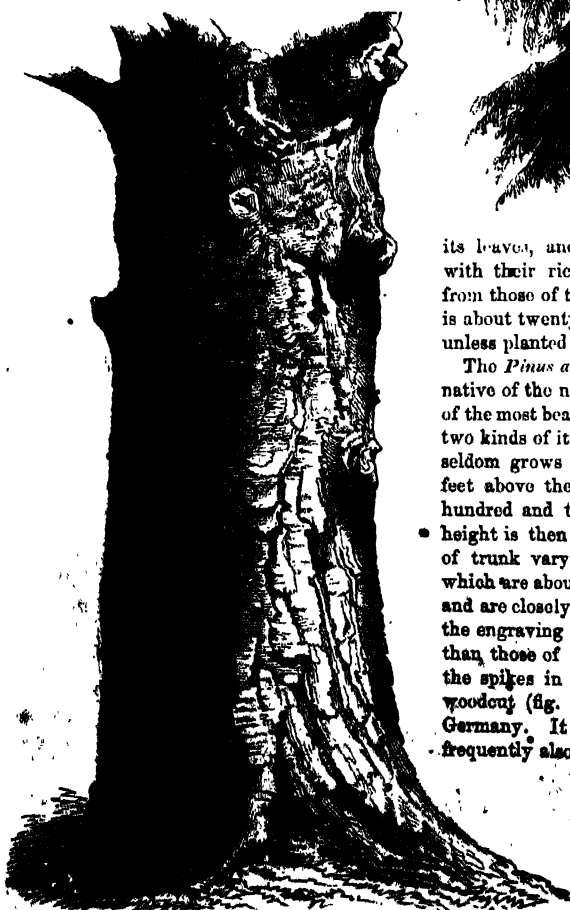 its leaves, and
with their ric
from those of t
is about twenty
unless planted
The Pinus a
native of the n
of the most bea
two kinds of it
seldom grows
feet above the
hundred and t
height is then
of trunk vary
which are abou
and are closely
the engraving
than those of
the spikes in
woodcut (fig.
Germany. It
frequently also